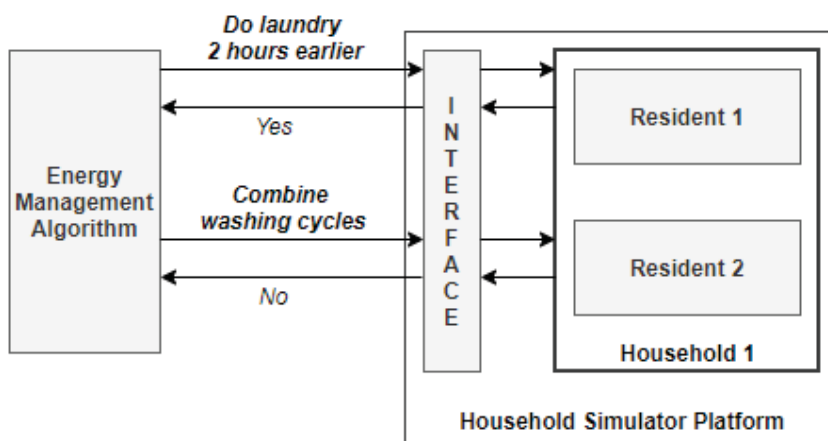 Do laundry
2 hours earlier
Yes
Energy
Management
Algorithm
Combine
washing cycles
No
INTERFACE
Resident 1
Resident 2
Household 1
Household Simulator Platform